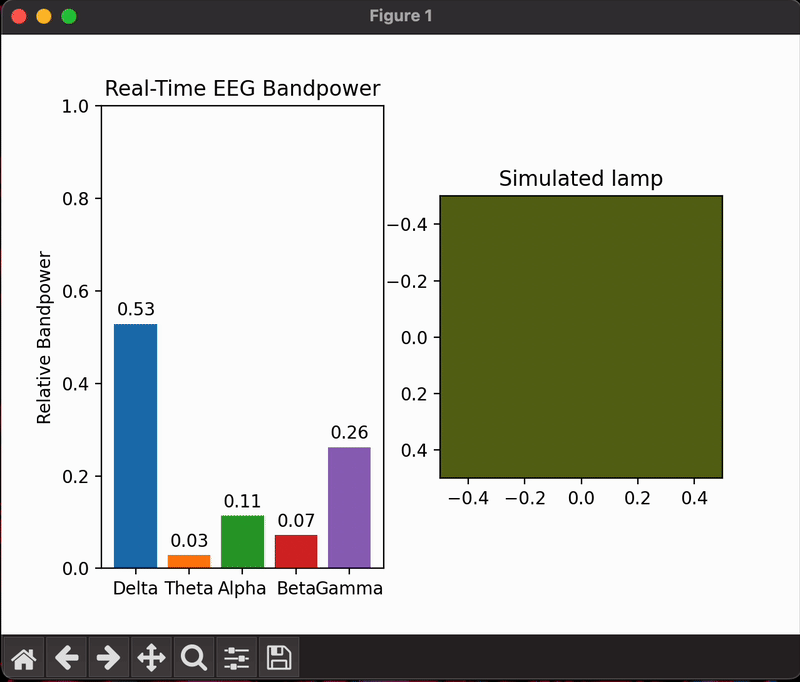 Figure 1
Real-Time EEG Bandpower
Relative Bandpower
1.0
0.8
0.6
0.4
0.2
0.0
0.53
0.03
0.11
0.07
0.26
Delta Theta Alpha Beta Gamma
Simulated lamp
−0.4
−0.2
0.0
0.2
0.4
−0.4 −0.2 0.0 0.2 0.4